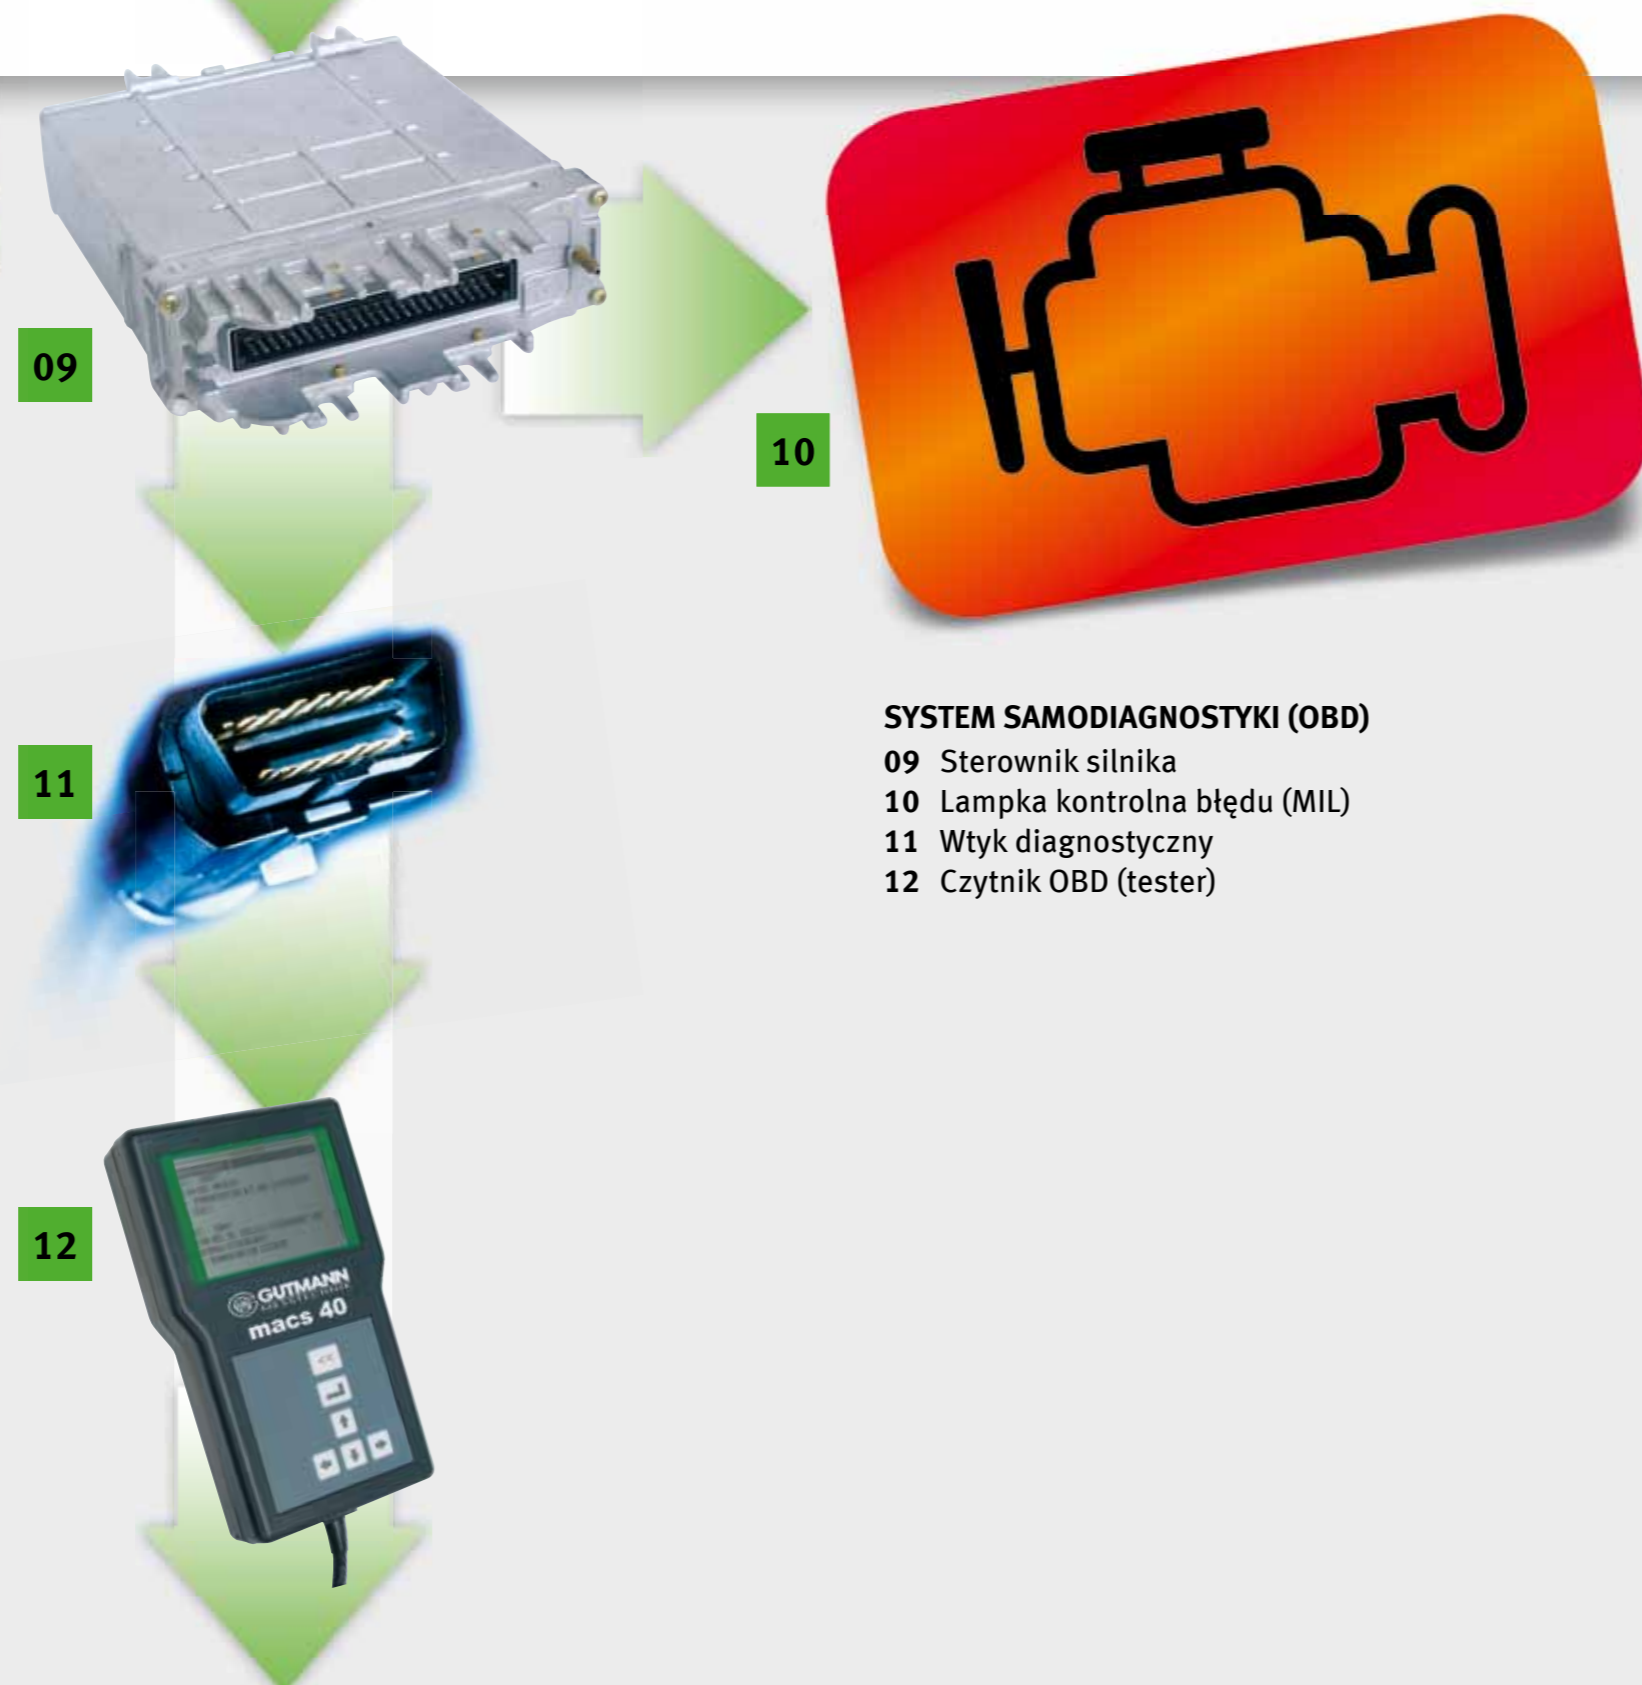 09
10
SYSTEM SAMODIAGNOSTYKI (OBD)
09 Sterownik silnika
10 Lampka kontrolna błędu (MIL)
11 Wtyk diagnostyczny
12 Czytnik OBD (tester)
11
12
GUTMANN
MESSTECHNIK
macs 40